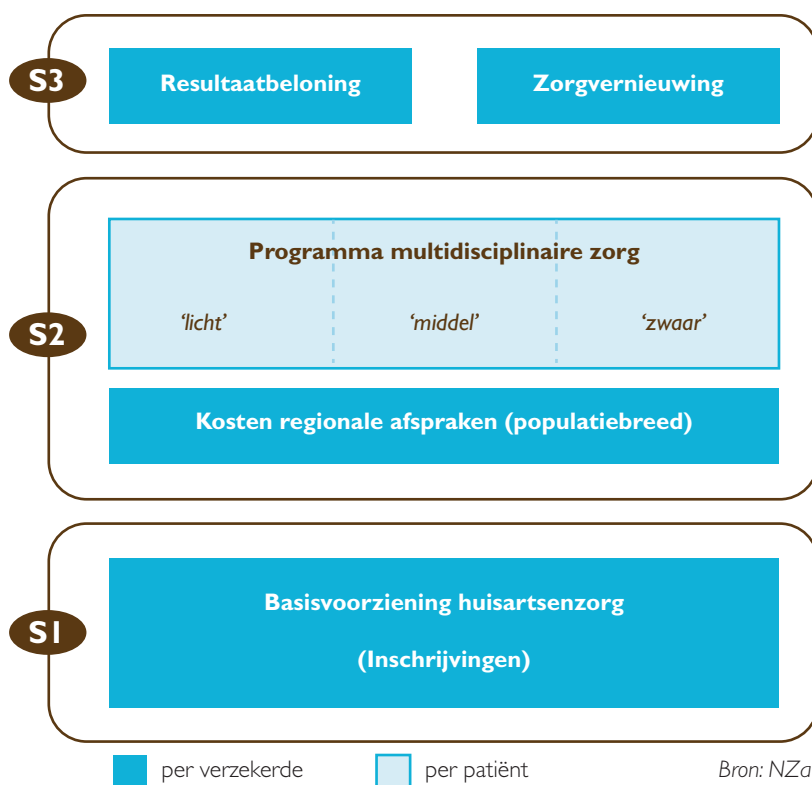 S3
Resultaatbeloning
Zorgvernieuwing
S2
Programma multidisciplinaire zorg
‘licht’
‘middel’
‘zwaar’
Kosten regionale afspraken (populatiebreed)
S1
Basisvoorziening huisartsenzorg
(Inschrijvingen)
per verzekerde
per patiënt
Bron: NZa